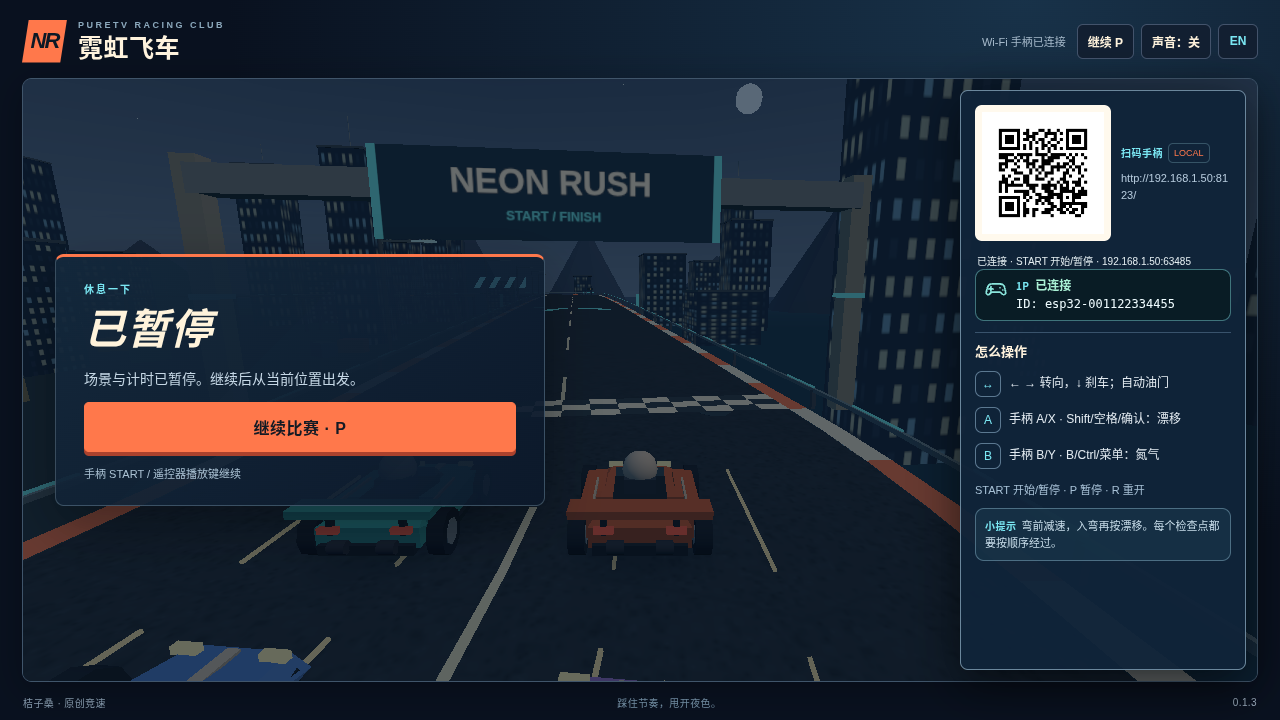 NR
PURETV RACING CLUB
霓虹飞车
Wi-Fi 手柄已连接
继续 P
声音：关
EN
NEON RUSH
START / FINISH
休息一下
已暂停
场景与计时已暂停。继续后从当前位置出发。
继续比赛 · P
手柄 START / 遥控器播放键继续
扫码手柄 LOCAL
http://192.168.1.50:81
23/
已连接 · START 开始/暂停 · 192.168.1.50:63485
1P 已连接
ID: esp32-001122334455
怎么操作
↔ ← → 转向，↓ 刹车；自动油门
A 手柄 A/X · Shift/空格/确认：漂移
B 手柄 B/Y · B/Ctrl/菜单：氮气
START 开始/暂停 · P 暂停 · R 重开
小提示 弯前减速，入弯再按漂移。每个检查点都
要按顺序经过。
桔子桑 · 原创竞速
踩住节奏，甩开夜色。
0.1.3